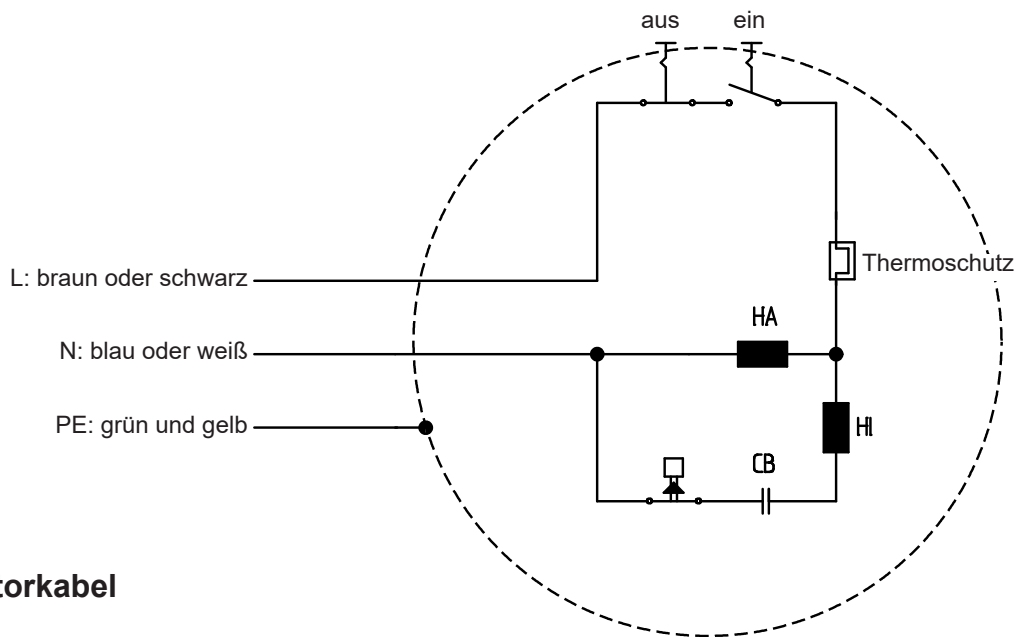 aus ein
Thermoschutz
L: braun oder schwarz
HA
N: blau oder weiß
HI
PE: grün und gelb
CB
torkabel